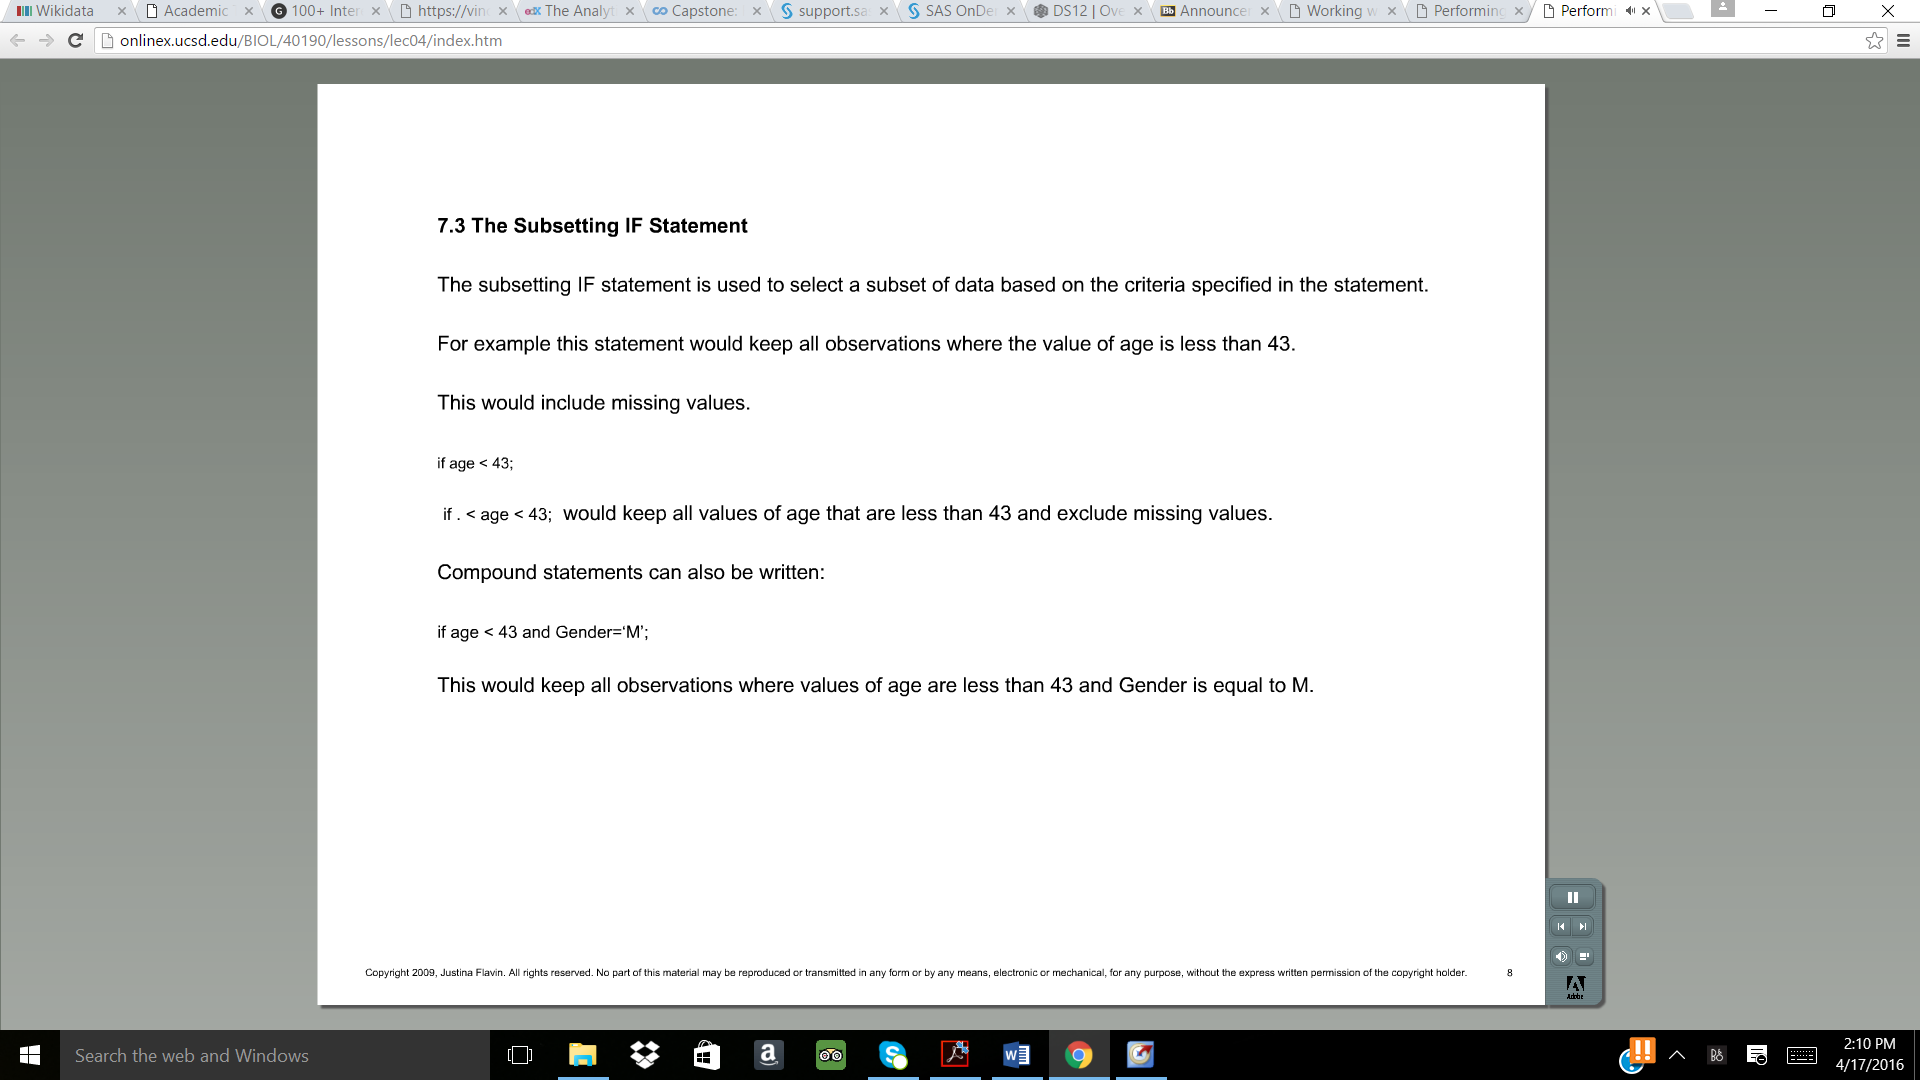 Wikidata
Academic
100+ Inter
https://vin
edX The Analyt
Capstone:
support.sa
SAS OnDe
DS12 | Ove
Bb Announce
Working w
Performing
Perform
onlinex.ucsd.edu/BIOL/40190/lessons/lec04/index.htm
7.3 The Subsetting IF Statement
The subsetting IF statement is used to select a subset of data based on the criteria specified in the statement.
For example this statement would keep all observations where the value of age is less than 43.
This would include missing values.
if age < 43;
if . < age < 43; would keep all values of age that are less than 43 and exclude missing values.
Compound statements can also be written:
if age < 43 and Gender=‘M’;
This would keep all observations where values of age are less than 43 and Gender is equal to M.
Copyright 2009, Justina Flavin. All rights reserved. No part of this material may be reproduced or transmitted in any form or by any means, electronic or mechanical, for any purpose, without the express written permission of the copyright holder. 8
Adobe
Search the web and Windows
2:10 PM
4/17/2016